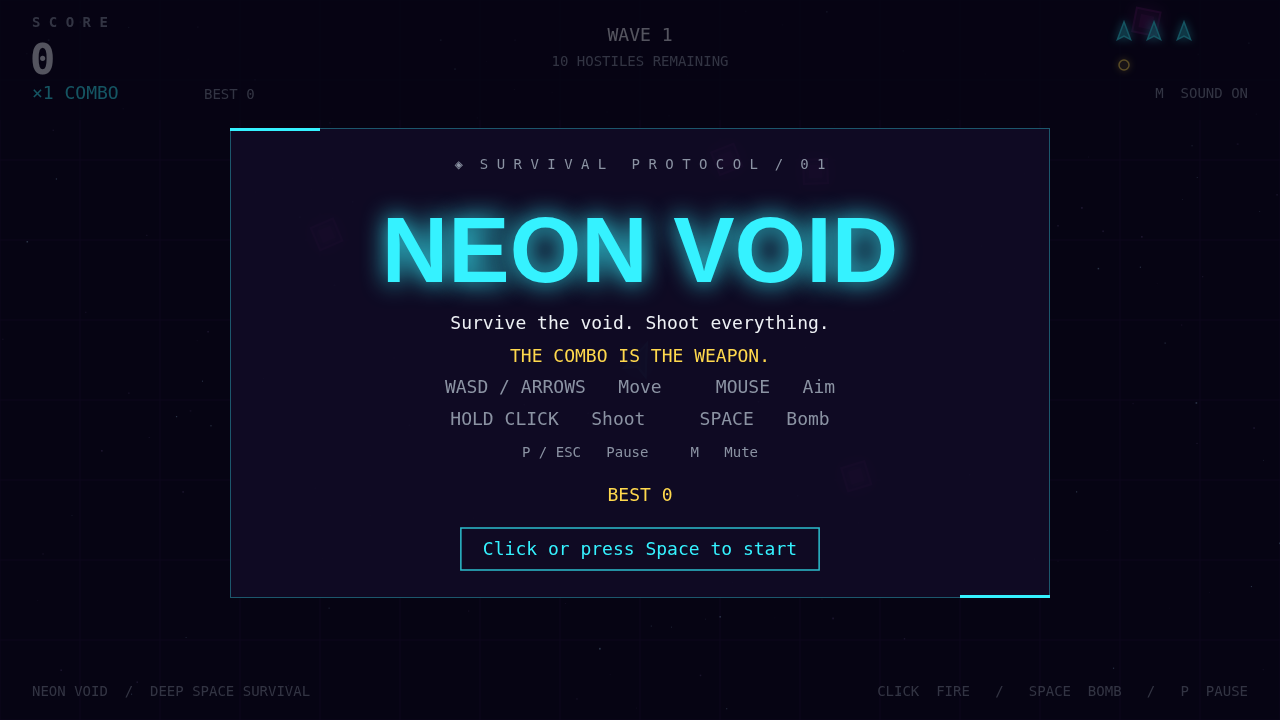 SCORE
0
×1 COMBO
BEST 0
WAVE 1
10 HOSTILES REMAINING
M SOUND ON
◈ SURVIVAL PROTOCOL / 01
NEON VOID
Survive the void. Shoot everything.
THE COMBO IS THE WEAPON.
WASD / ARROWS Move MOUSE Aim
HOLD CLICK Shoot SPACE Bomb
P / ESC Pause M Mute
BEST 0
Click or press Space to start
NEON VOID / DEEP SPACE SURVIVAL
CLICK FIRE / SPACE BOMB / P PAUSE